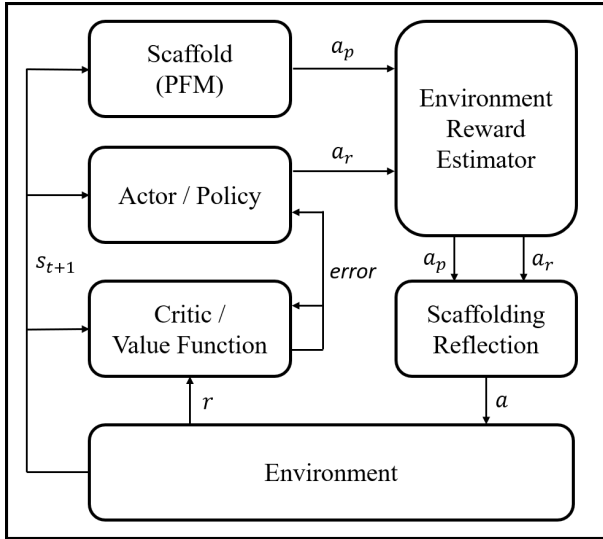 Scaffold
(PFM)
a_p
Environment
Reward
Estimator
Actor / Policy
a_r
s_{t+1}
error
a_p
a_r
Critic /
Value Function
Scaffolding
Reflection
r
a
Environment